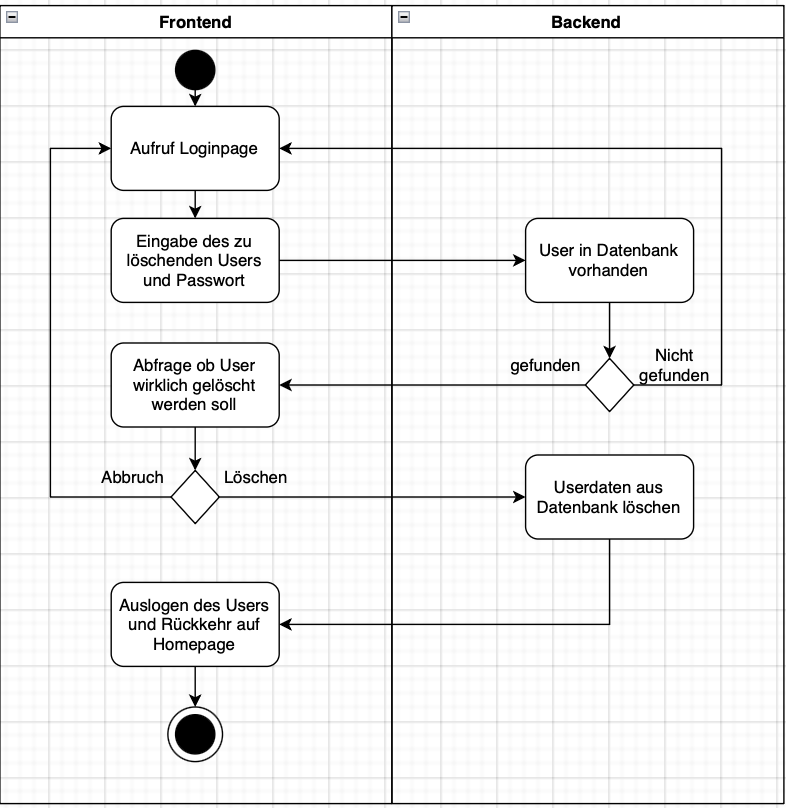 Frontend
Backend
Aufruf Loginpage
Eingabe des zu
löschenden Users
und Passwort
User in Datenbank
vorhanden
Abfrage ob User
wirklich gelöscht
werden soll
gefunden
Nicht
gefunden
Abbruch
Löschen
Userdaten aus
Datenbank löschen
Auslogen des Users
und Rückkehr auf
Homepage